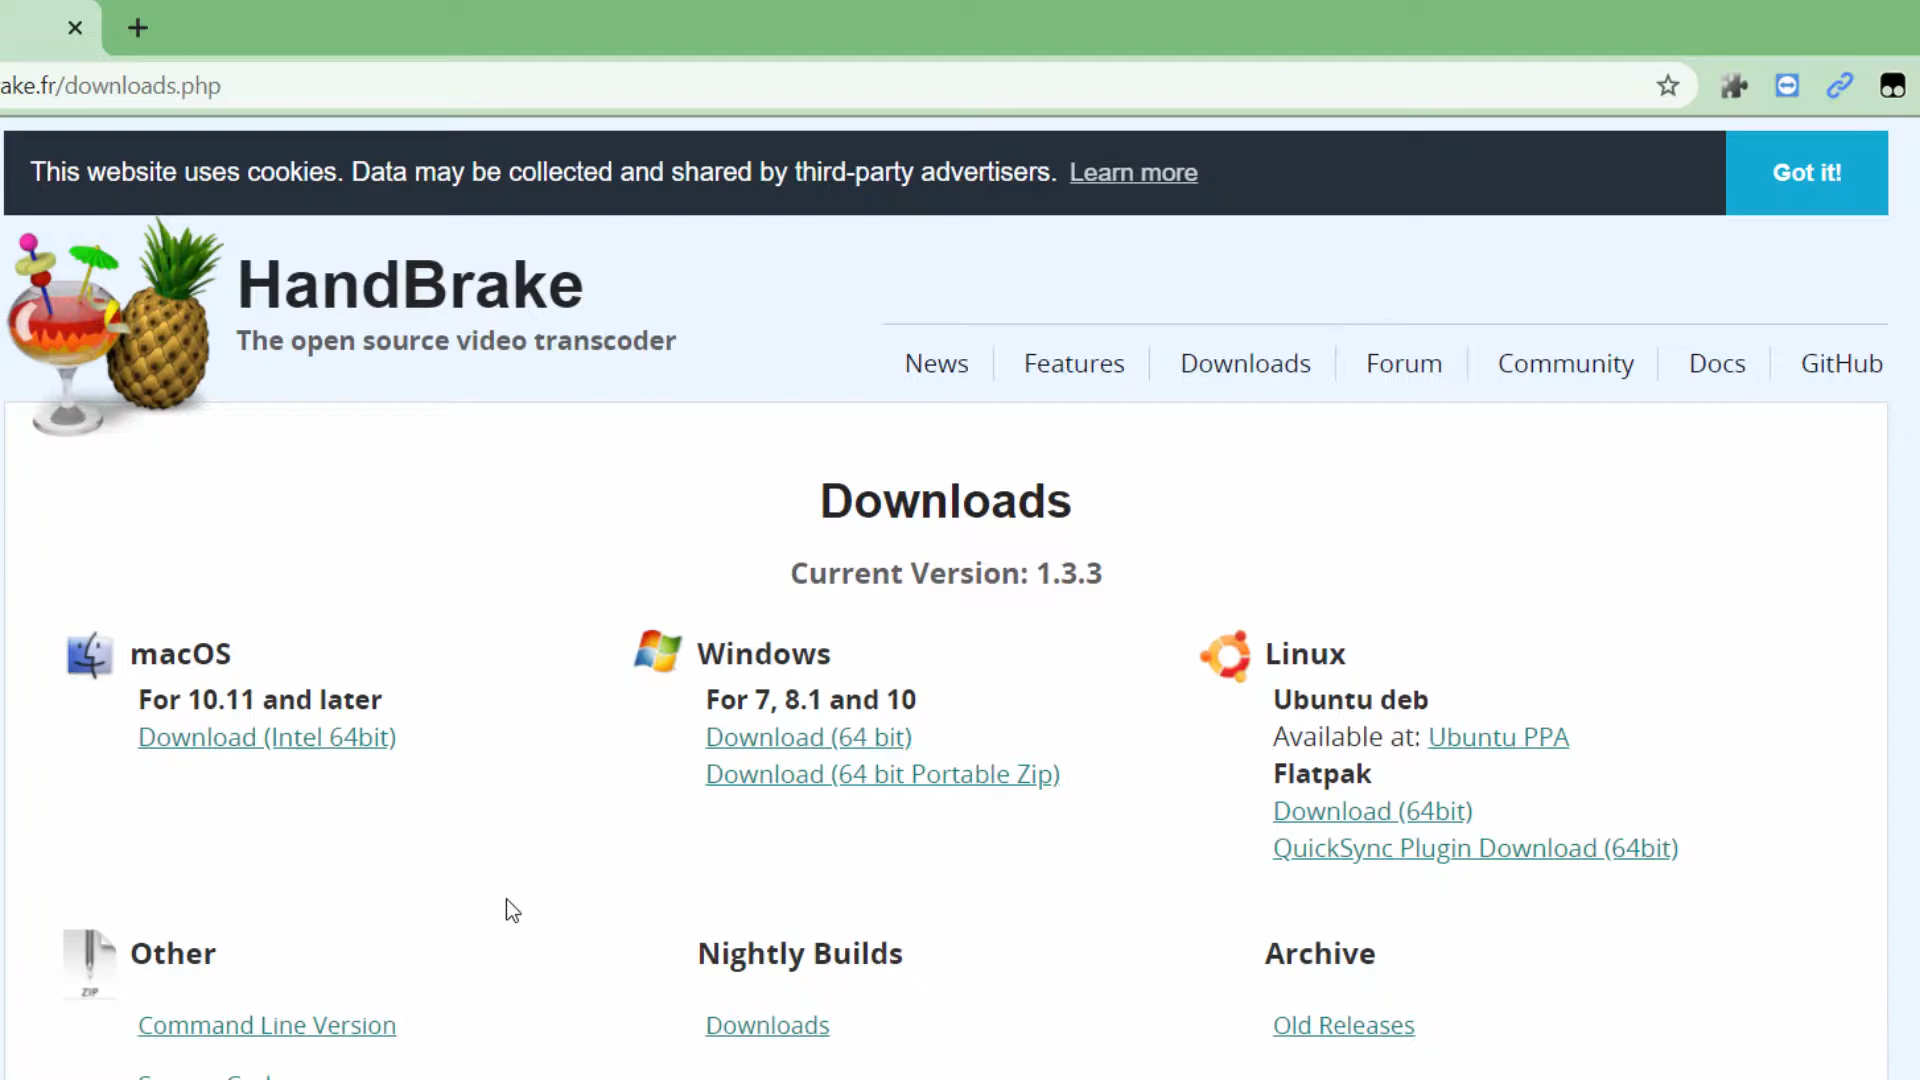 ake.fr/downloads.php
This website uses cookies. Data may be collected and shared by third-party advertisers. Learn more
Got it!
HandBrake
The open source video transcoder
News
Features
Downloads
Forum
Community
Docs
GitHub
Downloads
Current Version: 1.3.3
macOS
For 10.11 and later
Download (Intel 64bit)
Windows
For 7, 8.1 and 10
Download (64 bit)
Download (64 bit Portable Zip)
Linux
Ubuntu deb
Available at: Ubuntu PPA
Flatpak
Download (64bit)
QuickSync Plugin Download (64bit)
ZIP
Other
Command Line Version
Nightly Builds
Downloads
Archive
Old Releases